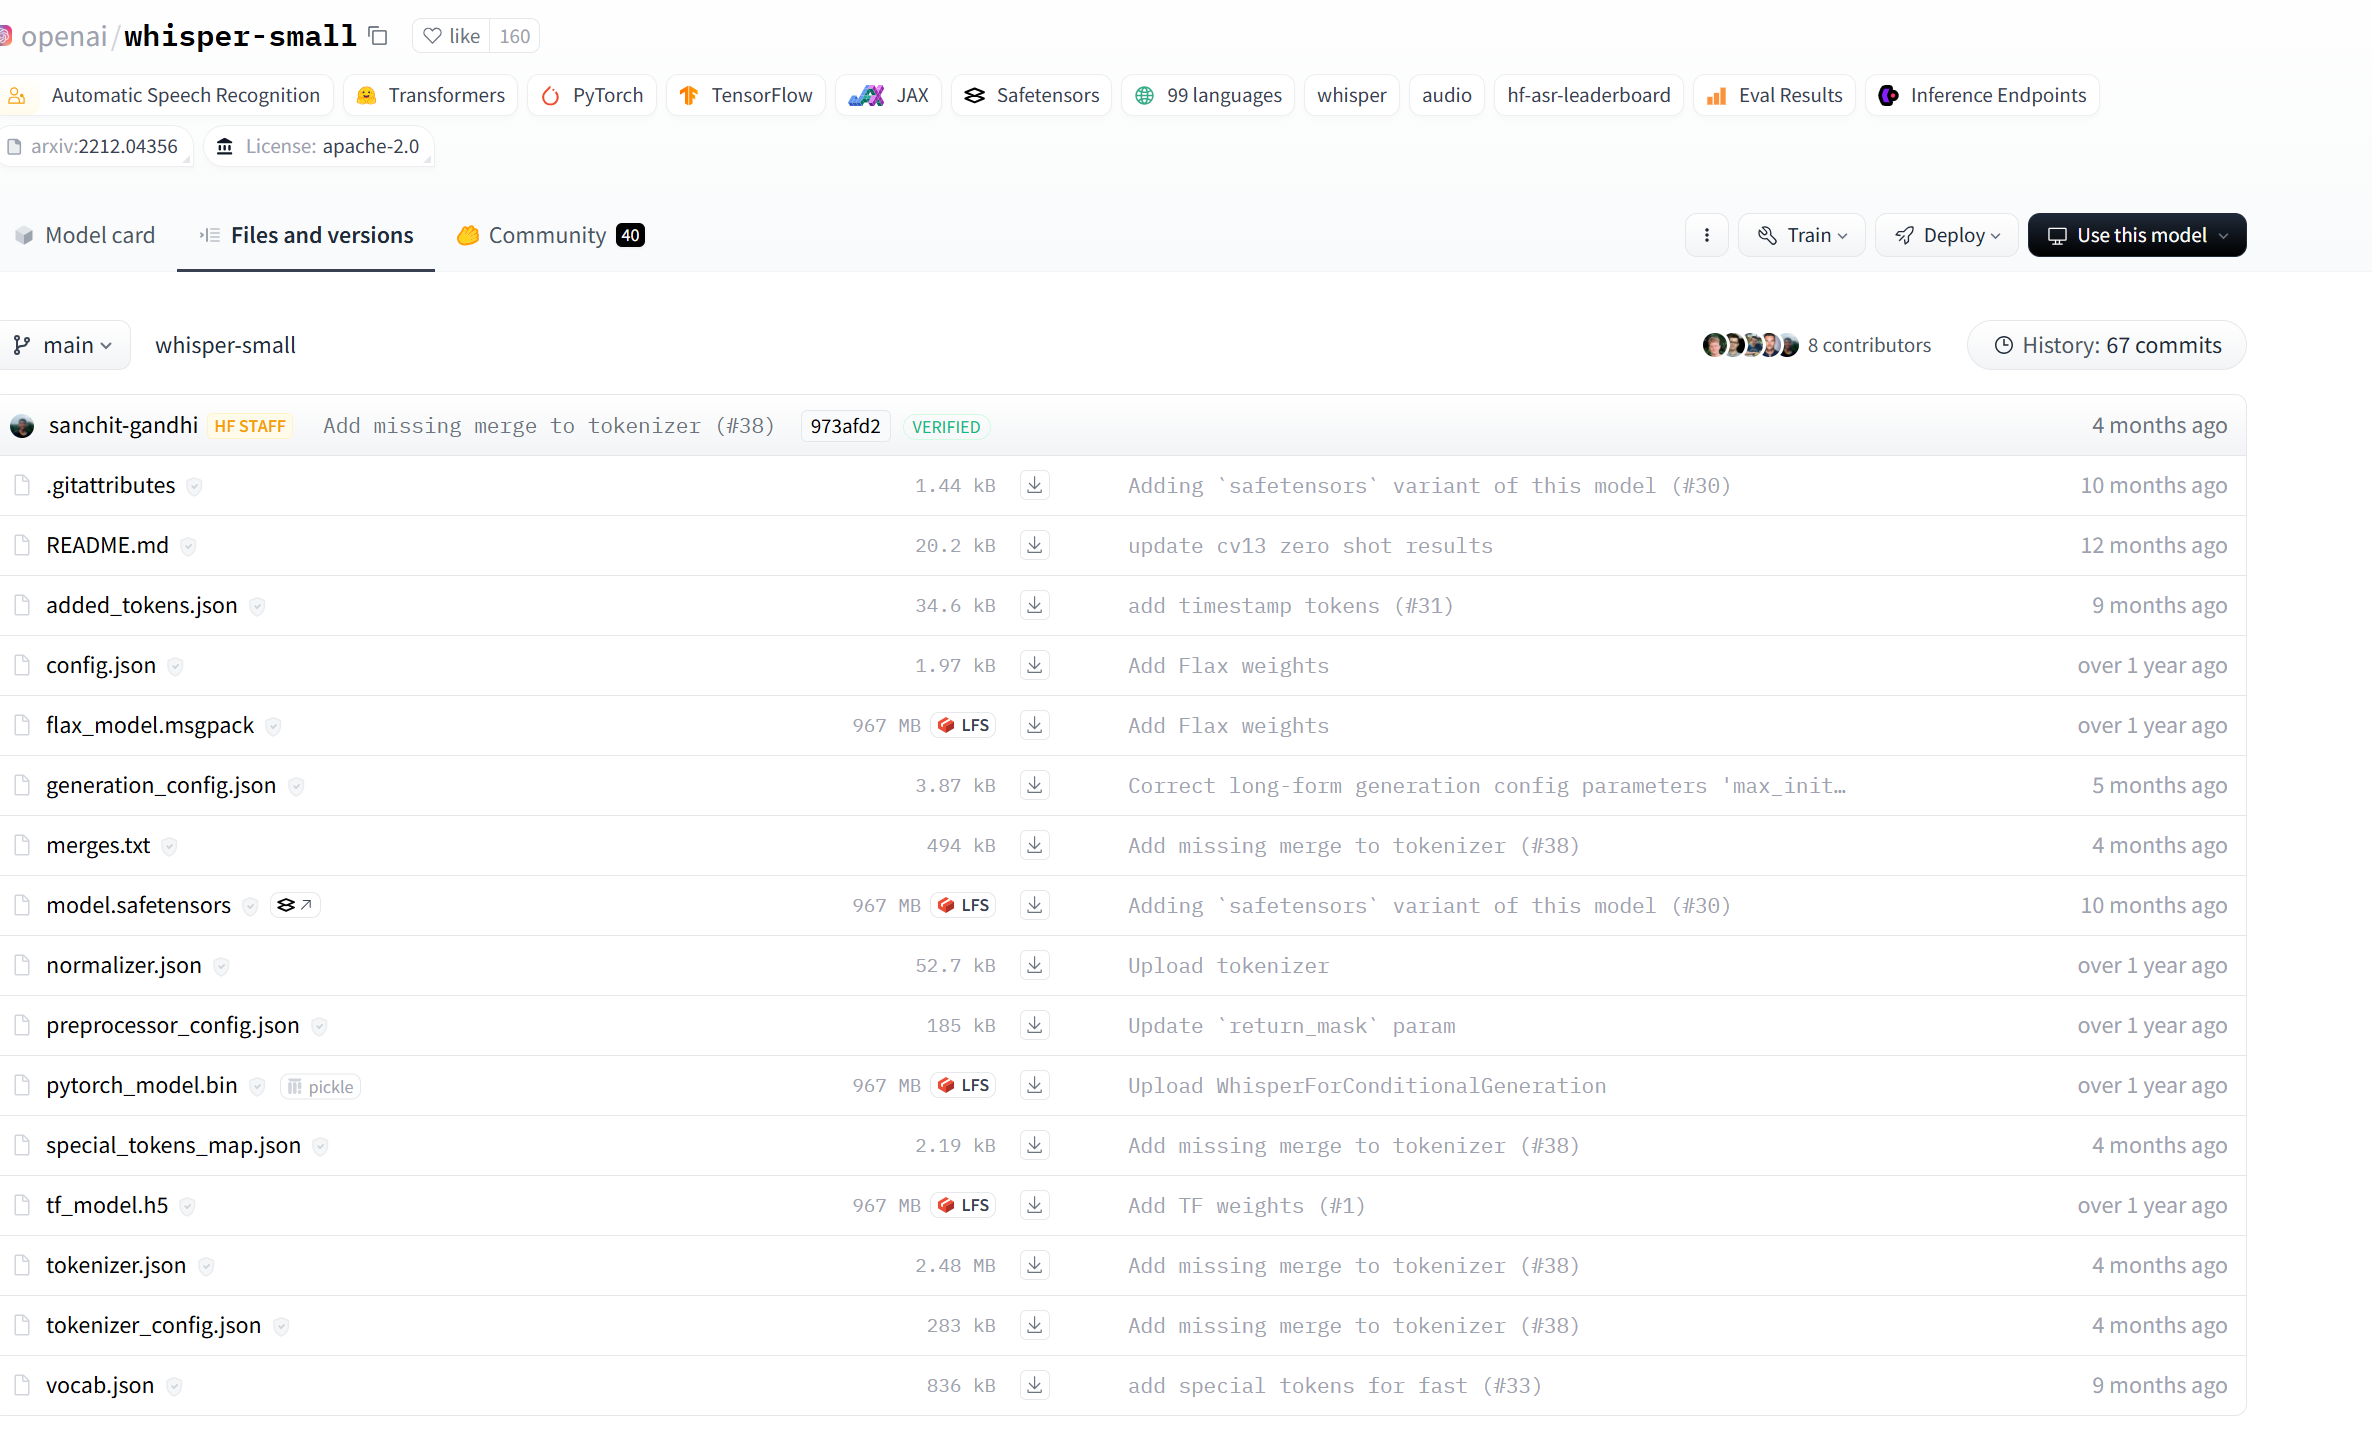 openai/whisper-small like 160
Automatic Speech Recognition Transformers PyTorch TensorFlow JAX Safetensors 99 languages whisper audio hf-asr-leaderboard Eval Results Inference Endpoints
arxiv:2212.04356 License: apache-2.0
Model card Files and versions Community 40 Train Deploy Use this model
main whisper-small 8 contributors History: 67 commits
sanchit-gandhi HF STAFF Add missing merge to tokenizer (#38) 973afd2 VERIFIED 4 months ago
.gitattributes 1.44 kB Adding `safetensors` variant of this model (#30) 10 months ago
README.md 20.2 kB update cv13 zero shot results 12 months ago
added_tokens.json 34.6 kB add timestamp tokens (#31) 9 months ago
config.json 1.97 kB Add Flax weights over 1 year ago
flax_model.msgpack 967 MB LFS Add Flax weights over 1 year ago
generation_config.json 3.87 kB Correct long-form generation config parameters 'max_init… 5 months ago
merges.txt 494 kB Add missing merge to tokenizer (#38) 4 months ago
model.safetensors 967 MB LFS Adding `safetensors` variant of this model (#30) 10 months ago
normalizer.json 52.7 kB Upload tokenizer over 1 year ago
preprocessor_config.json 185 kB Update `return_mask` param over 1 year ago
pytorch_model.bin pickle 967 MB LFS Upload WhisperForConditionalGeneration over 1 year ago
special_tokens_map.json 2.19 kB Add missing merge to tokenizer (#38) 4 months ago
tf_model.h5 967 MB LFS Add TF weights (#1) over 1 year ago
tokenizer.json 2.48 MB Add missing merge to tokenizer (#38) 4 months ago
tokenizer_config.json 283 kB Add missing merge to tokenizer (#38) 4 months ago
vocab.json 836 kB add special tokens for fast (#33) 9 months ago